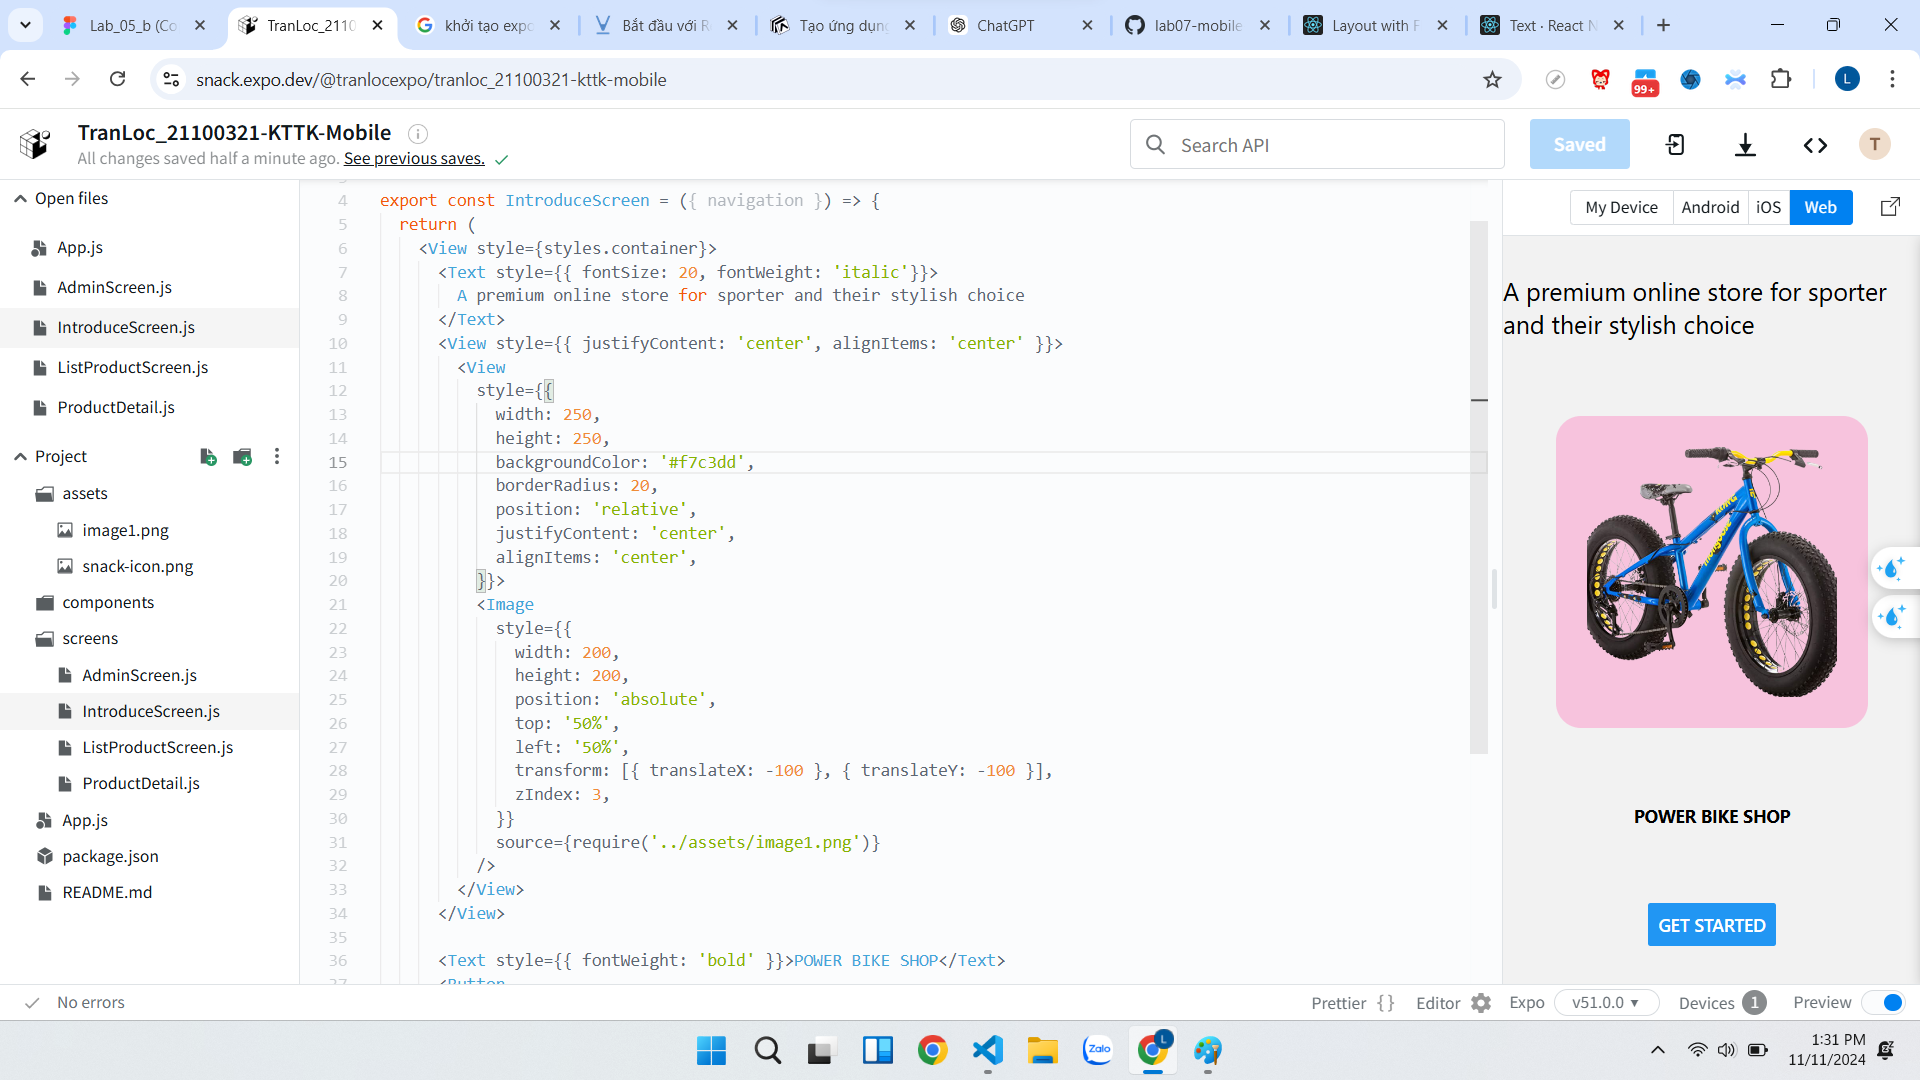 Lab_05_b (Co
TranLoc_2110
khởi tạo expo
Bắt đầu với R
Tạo ứng dụng
ChatGPT
lab07-mobile
Layout with F
Text · React N
snack.expo.dev/@tranlocexpo/tranloc_21100321-kttk-mobile
99+
L
TranLoc_21100321-KTTK-Mobile
All changes saved half a minute ago. See previous saves.
Search API
Saved
T
Open files
App.js
AdminScreen.js
IntroduceScreen.js
ListProductScreen.js
ProductDetail.js
Project
assets
image1.png
snack-icon.png
components
screens
AdminScreen.js
IntroduceScreen.js
ListProductScreen.js
ProductDetail.js
App.js
package.json
README.md
4 export const IntroduceScreen = ({ navigation }) => {
5 return (
6 <View style={styles.container}>
7 <Text style={{ fontSize: 20, fontWeight: 'italic'}}>
8 A premium online store for sporter and their stylish choice
9 </Text>
10 <View style={{ justifyContent: 'center', alignItems: 'center' }}>
11 <View
12 style={{
13 width: 250,
14 height: 250,
15 backgroundColor: '#f7c3dd',
16 borderRadius: 20,
17 position: 'relative',
18 justifyContent: 'center',
19 alignItems: 'center',
20 }}>
21 <Image
22 style={{
23 width: 200,
24 height: 200,
25 position: 'absolute',
26 top: '50%',
27 left: '50%',
28 transform: [{ translateX: -100 }, { translateY: -100 }],
29 zIndex: 3,
30 }}
31 source={require('../assets/image1.png')}
32 />
33 </View>
34 </View>
35
36 <Text style={{ fontWeight: 'bold' }}>POWER BIKE SHOP</Text>
37 <Button
My Device
Android
iOS
Web
A premium online store for sporter
and their stylish choice
POWER BIKE SHOP
GET STARTED
No errors
Prettier { }
Editor
Expo
v51.0.0
Devices 1
Preview
Zalo
L
1:31 PM
11/11/2024